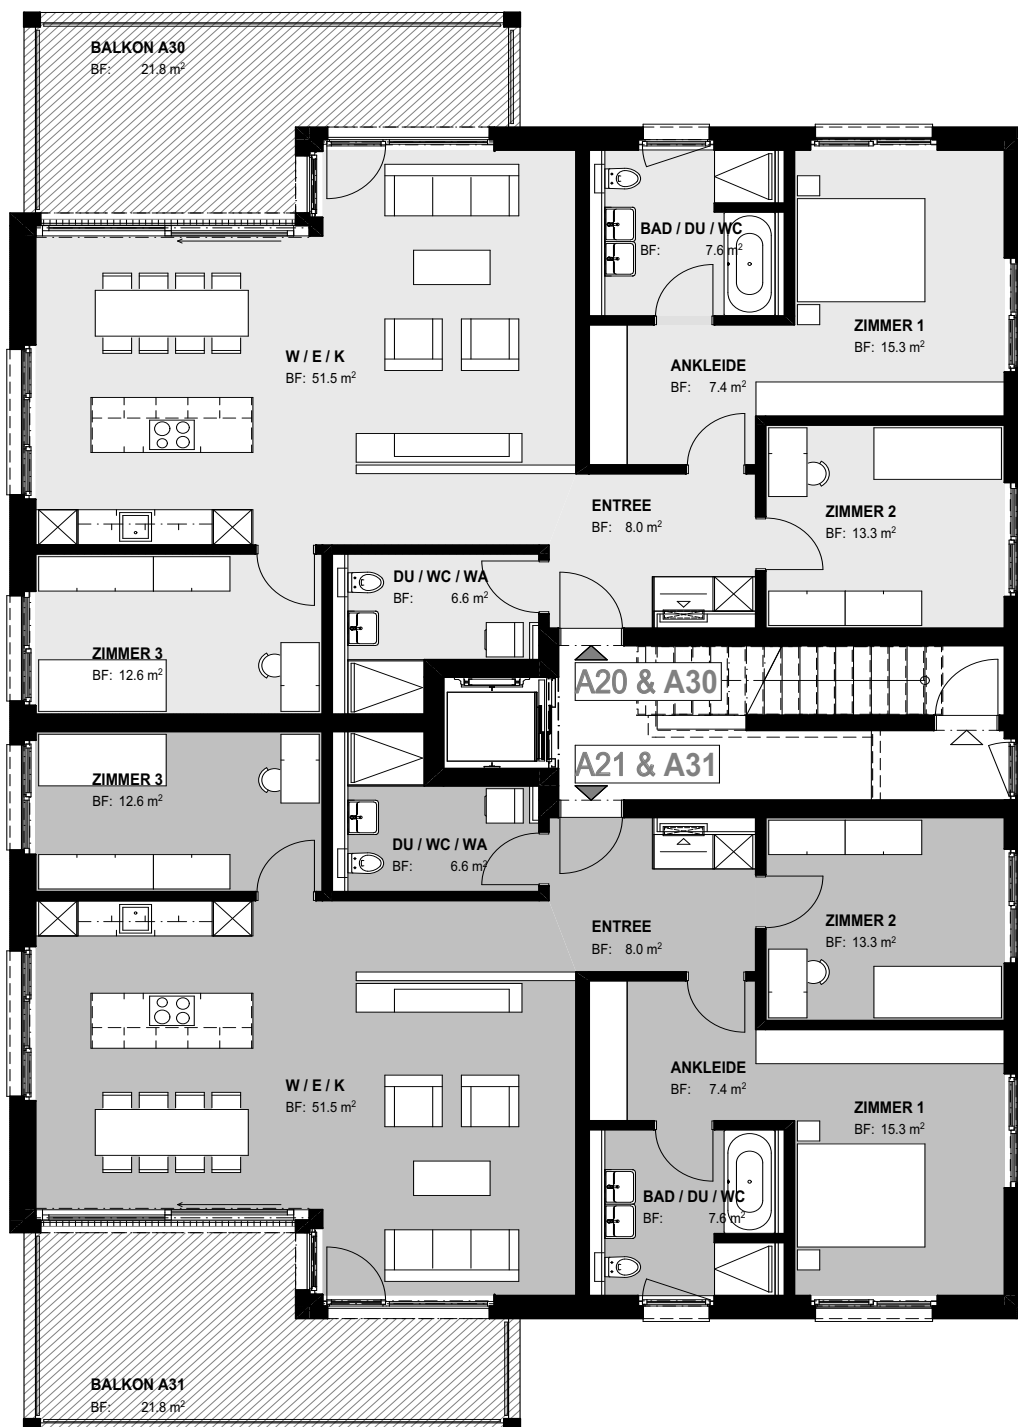 BALKON A30
BF: 21.8 m²
BAD / DU / WC
BF: 7.6 m²
ZIMMER 1
BF: 15.3 m²
W / E / K
BF: 51.5 m²
ANKLEIDE
BF: 7.4 m²
ENTREE
BF: 8.0 m²
ZIMMER 2
BF: 13.3 m²
DU / WC / WA
BF: 6.6 m²
ZIMMER 3
BF: 12.6 m²
A20 & A30
A21 & A31
ZIMMER 3
BF: 12.6 m²
DU / WC / WA
BF: 6.6 m²
ENTREE
BF: 8.0 m²
ZIMMER 2
BF: 13.3 m²
W / E / K
BF: 51.5 m²
ANKLEIDE
BF: 7.4 m²
ZIMMER 1
BF: 15.3 m²
BAD / DU / WC
BF: 7.6 m²
BALKON A31
BF: 21.8 m²